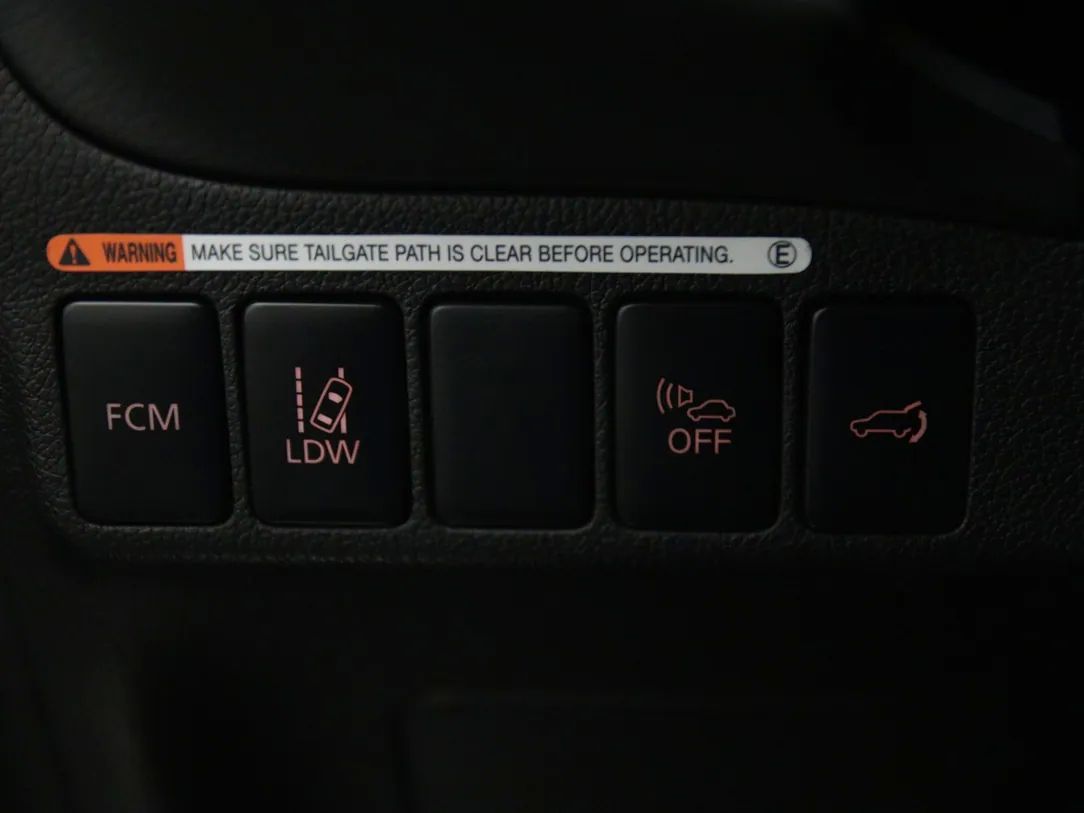 WARNING MAKE SURE TAILGATE PATH IS CLEAR BEFORE OPERATING. E
FCM
LDW
OFF